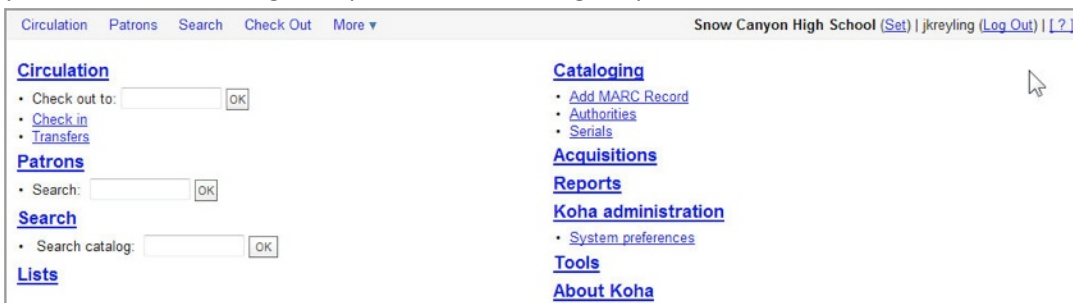 Circulation Patrons Search Check Out More ▼
Snow Canyon High School (Set) | jkreyling (Log Out) | [ ? ]
Circulation
• Check out to: OK
• Check in
• Transfers
Patrons
• Search: OK
Search
• Search catalog: OK
Lists
Cataloging
• Add MARC Record
• Authorities
• Serials
Acquisitions
Reports
Koha administration
• System preferences
Tools
About Koha